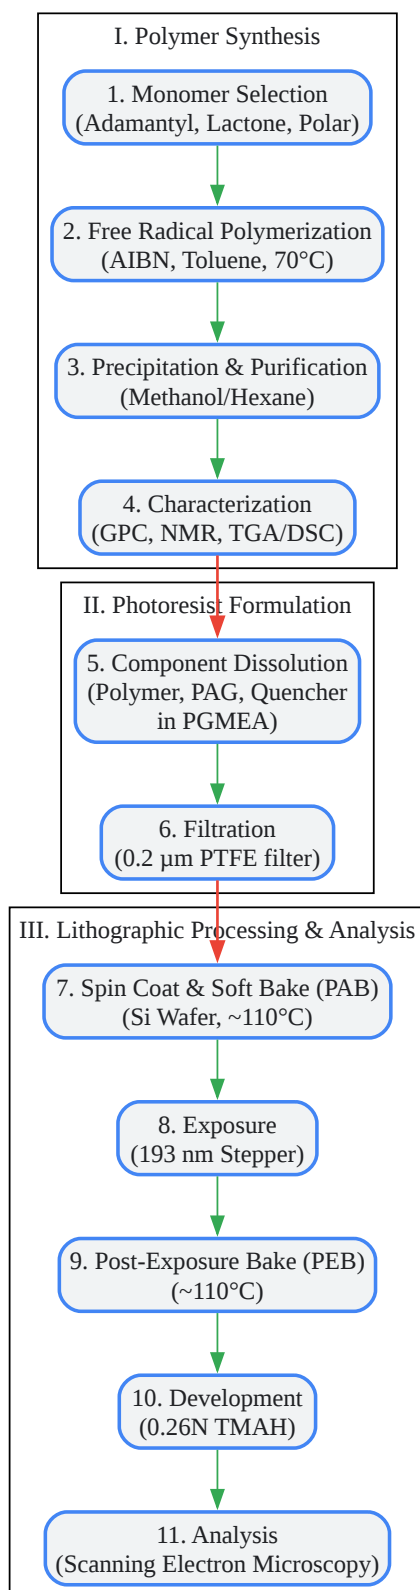 I. Polymer Synthesis
1. Monomer Selection
(Adamantyl, Lactone, Polar)
2. Free Radical Polymerization
(AIBN, Toluene, 70°C)
3. Precipitation & Purification
(Methanol/Hexane)
4. Characterization
(GPC, NMR, TGA/DSC)
II. Photoresist Formulation
5. Component Dissolution
(Polymer, PAG, Quencher
in PGMEA)
6. Filtration
(0.2 µm PTFE filter)
III. Lithographic Processing & Analysis
7. Spin Coat & Soft Bake (PAB)
(Si Wafer, ~110°C)
8. Exposure
(193 nm Stepper)
9. Post-Exposure Bake (PEB)
(~110°C)
10. Development
(0.26N TMAH)
11. Analysis
(Scanning Electron Microscopy)